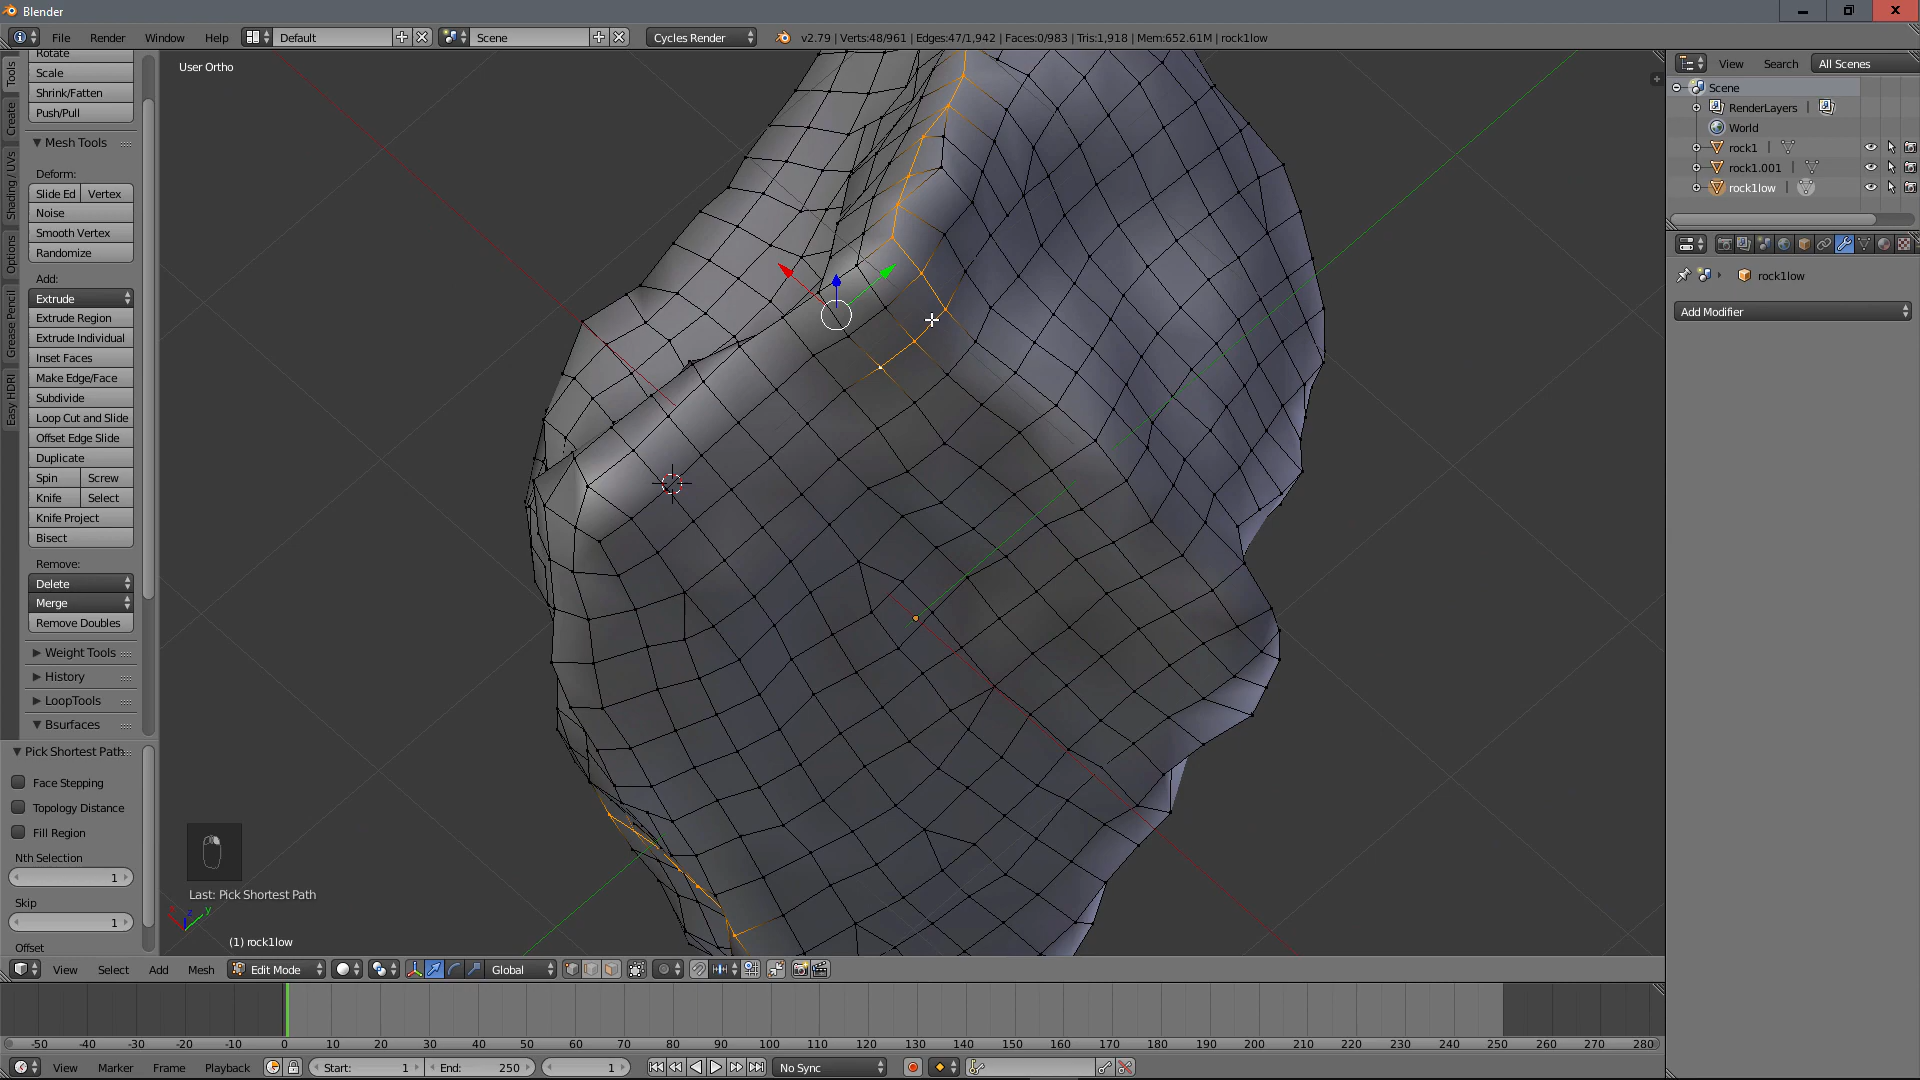 Blender
File Render Window Help Default Scene Cycles Render v2.79 | Verts:48/961 | Edges:47/1,942 | Faces:0/983 | Tris:1,918 | Mem:652.61M | rock1low
User Ortho
Tools
Create
Shading / UVs
Options
Grease Pencil
Easy HDRI
Rotate
Scale
Shrink/Fatten
Push/Pull
Mesh Tools
Deform:
Slide Ed Vertex
Noise
Smooth Vertex
Randomize
Add:
Extrude
Extrude Region
Extrude Individual
Inset Faces
Make Edge/Face
Subdivide
Loop Cut and Slide
Offset Edge Slide
Duplicate
Spin Screw
Knife Select
Knife Project
Bisect
Remove:
Delete
Merge
Remove Doubles
Weight Tools
History
LoopTools
Bsurfaces
Pick Shortest Path
Face Stepping
Topology Distance
Fill Region
Nth Selection
1
Skip
1
Offset
Last: Pick Shortest Path
(1) rock1low
View Search All Scenes
Scene
RenderLayers
World
rock1
rock1.001
rock1low
rock1low
Add Modifier
View Select Add Mesh Edit Mode Global
-50 -40 -30 -20 -10 0 10 20 30 40 50 60 70 80 90 100 110 120 130 140 150 160 170 180 190 200 210 220 230 240 250 260 270 280
View Marker Frame Playback Start: 1 End: 250 1 No Sync